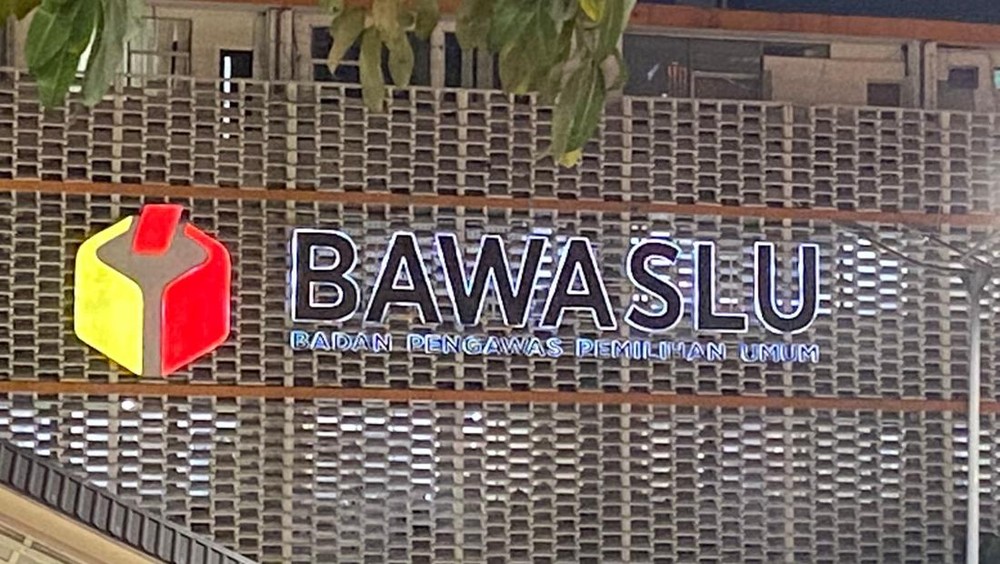 BAWASLU
BADAN PENGAWAS PEMILIHAN UMUM